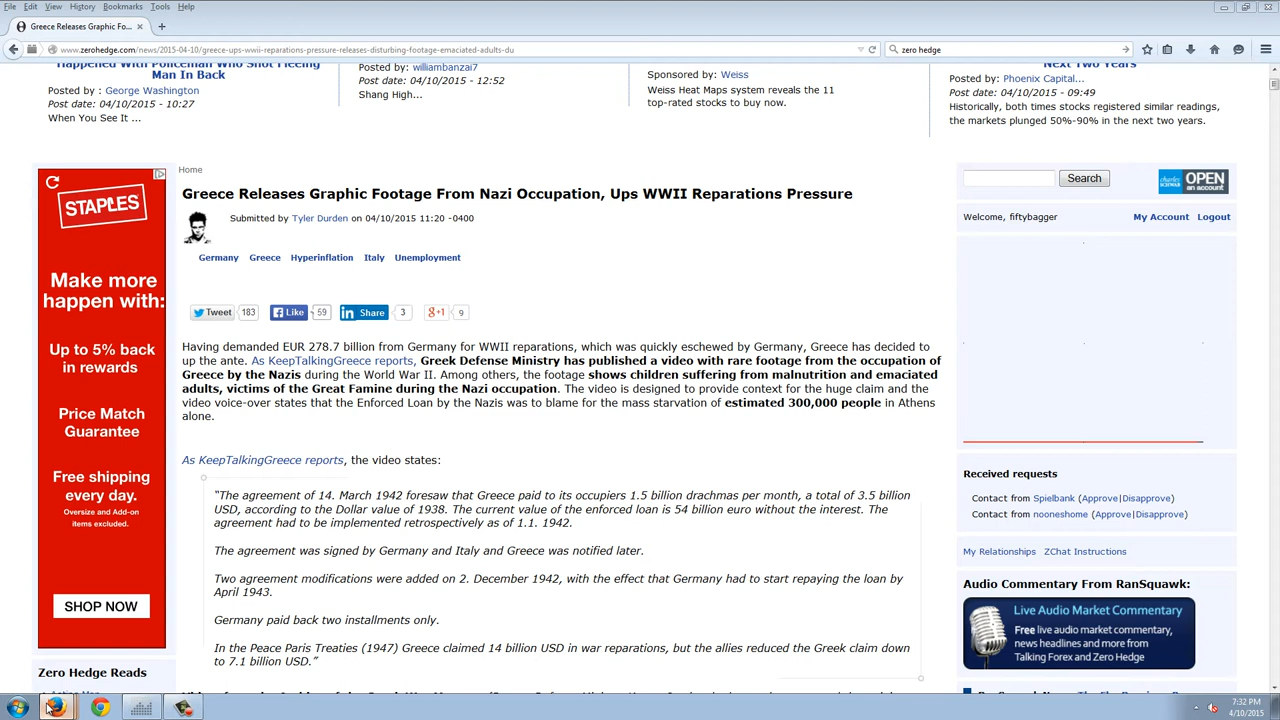 File Edit View History Bookmarks Tools Help
Greece Releases Graphic Fo... × +
www.zerohedge.com/news/2015-04-10/greece-ups-wwii-reparations-pressure-releases-disturbing-footage-emaciated-adults-du
zero hedge
Happened With Policeman Who Shot Fleeing
Man In Back
Posted by : George Washington
Post date: 04/10/2015 - 10:27
When You See It ...
Posted by: williambanzai7
Post date: 04/10/2015 - 12:52
Shang High...
Sponsored by: Weiss
Weiss Heat Maps system reveals the 11
top-rated stocks to buy now.
Next Two Years
Posted by: Phoenix Capital...
Post date: 04/10/2015 - 09:49
Historically, both times stocks registered similar readings,
the markets plunged 50%-90% in the next two years.
STAPLES
Make more
happen with:
Up to 5% back
in rewards
Price Match
Guarantee
Free shipping
every day.
Oversize and Add-on
items excluded.
SHOP NOW
Zero Hedge Reads
Home
Greece Releases Graphic Footage From Nazi Occupation, Ups WWII Reparations Pressure
Submitted by Tyler Durden on 04/10/2015 11:20 -0400
Germany Greece Hyperinflation Italy Unemployment
Tweet 183 Like 59 Share 3 g+1 9
Having demanded EUR 278.7 billion from Germany for WWII reparations, which was quickly eschewed by Germany, Greece has decided to
up the ante. As KeepTalkingGreece reports, Greek Defense Ministry has published a video with rare footage from the occupation of
Greece by the Nazis during the World War II. Among others, the footage shows children suffering from malnutrition and emaciated
adults, victims of the Great Famine during the Nazi occupation. The video is designed to provide context for the huge claim and the
video voice-over states that the Enforced Loan by the Nazis was to blame for the mass starvation of estimated 300,000 people in Athens
alone.
As KeepTalkingGreece reports, the video states:
“The agreement of 14. March 1942 foresaw that Greece paid to its occupiers 1.5 billion drachmas per month, a total of 3.5 billion
USD, according to the Dollar value of 1938. The current value of the enforced loan is 54 billion euro without the interest. The
agreement had to be implemented retrospectively as of 1.1. 1942.
The agreement was signed by Germany and Italy and Greece was notified later.
Two agreement modifications were added on 2. December 1942, with the effect that Germany had to start repaying the loan by
April 1943.
Germany paid back two installments only.
In the Peace Paris Treaties(1947) Greece claimed 14 billion USD in war reparations, but the allies reduced the Greek claim down
to 7.1 billion USD.”
Search
charles SCHWAB OPEN an account
Welcome, fiftybagger My Account Logout
Received requests
Contact from Spielbank (Approve|Disapprove)
Contact from nooneshome (Approve|Disapprove)
My Relationships ZChat Instructions
Audio Commentary From RanSquawk:
Live Audio Market Commentary
Free live audio market commentary,
news headlines and more from
Talking Forex and Zero Hedge
7:32 PM
4/10/2015